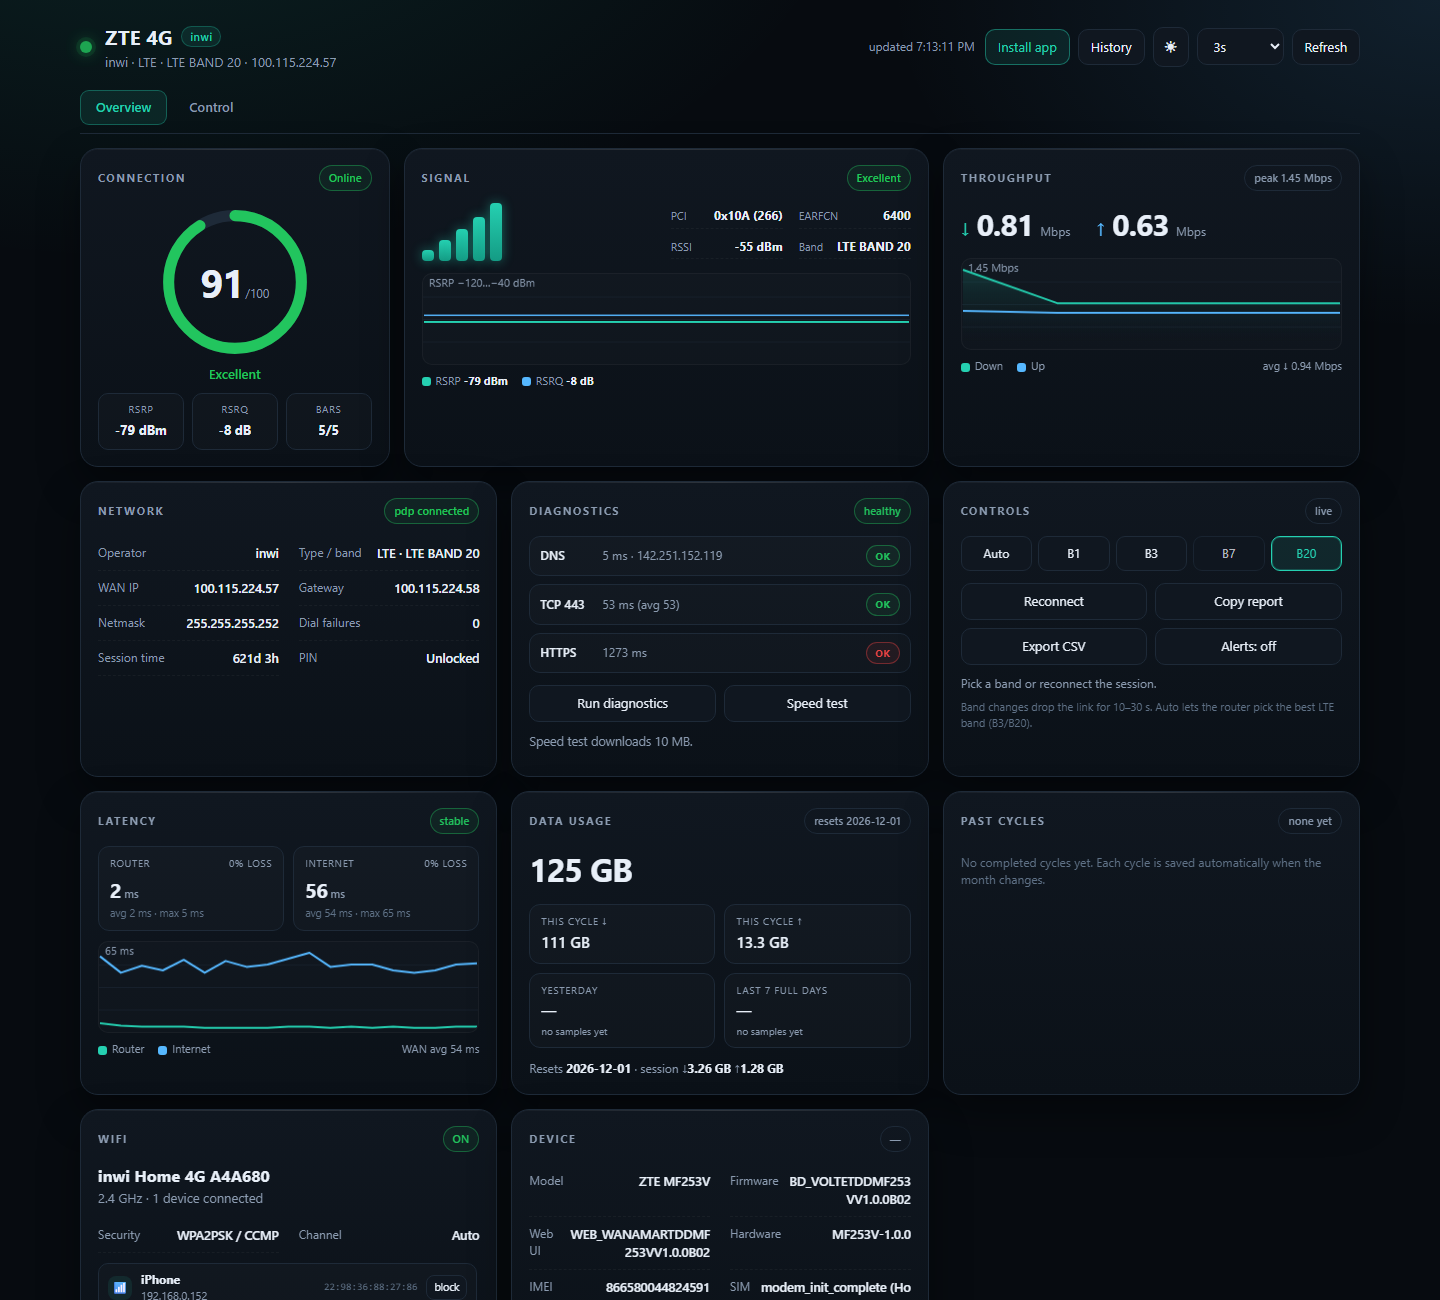 ZTE 4G inwi
inwi · LTE · LTE BAND 20 · 100.115.224.57
updated 7:13:11 PM Install app History 3s Refresh
Overview Control
CONNECTION Online
91/100
Excellent
RSRP RSRQ BARS
-79 dBm -8 dB 5/5
SIGNAL Excellent
PCI 0x10A (266) EARFCN 6400
RSSI -55 dBm Band LTE BAND 20
RSRP −120…−40 dBm
RSRP -79 dBm RSRQ -8 dB
THROUGHPUT peak 1.45 Mbps
↓ 0.81 Mbps ↑ 0.63 Mbps
1.45 Mbps
Down Up avg ↓ 0.94 Mbps
NETWORK pdp connected
Operator inwi Type / band LTE · LTE BAND 20
WAN IP 100.115.224.57 Gateway 100.115.224.58
Netmask 255.255.255.252 Dial failures 0
Session time 621d 3h PIN Unlocked
DIAGNOSTICS healthy
DNS 5 ms · 142.251.152.119 OK
TCP 443 53 ms (avg 53) OK
HTTPS 1273 ms OK
Run diagnostics Speed test
Speed test downloads 10 MB.
CONTROLS live
Auto B1 B3 B7 B20
Reconnect Copy report
Export CSV Alerts: off
Pick a band or reconnect the session.
Band changes drop the link for 10–30 s. Auto lets the router pick the best LTE
band (B3/B20).
LATENCY stable
ROUTER 0% LOSS INTERNET 0% LOSS
2 ms 56 ms
avg 2 ms · max 5 ms avg 54 ms · max 65 ms
65 ms
Router Internet WAN avg 54 ms
DATA USAGE resets 2026-12-01
125 GB
THIS CYCLE ↓ THIS CYCLE ↑
111 GB 13.3 GB
YESTERDAY LAST 7 FULL DAYS
— —
no samples yet no samples yet
Resets 2026-12-01 · session ↓3.26 GB ↑1.28 GB
PAST CYCLES none yet
No completed cycles yet. Each cycle is saved automatically when the
month changes.
WIFI ON
inwi Home 4G A4A680
2.4 GHz · 1 device connected
Security WPA2PSK / CCMP Channel Auto
iPhone 22:98:36:88:27:86 block
192.168.0.152
DEVICE —
Model ZTE MF253V Firmware BD_VOLTETDDMF253
VV1.0.0B02
Web WEB_WANAMARTDDMF Hardware MF253V-1.0.0
UI 253VV1.0.0B02
IMEI 866580044824591 SIM modem_init_complete (Ho